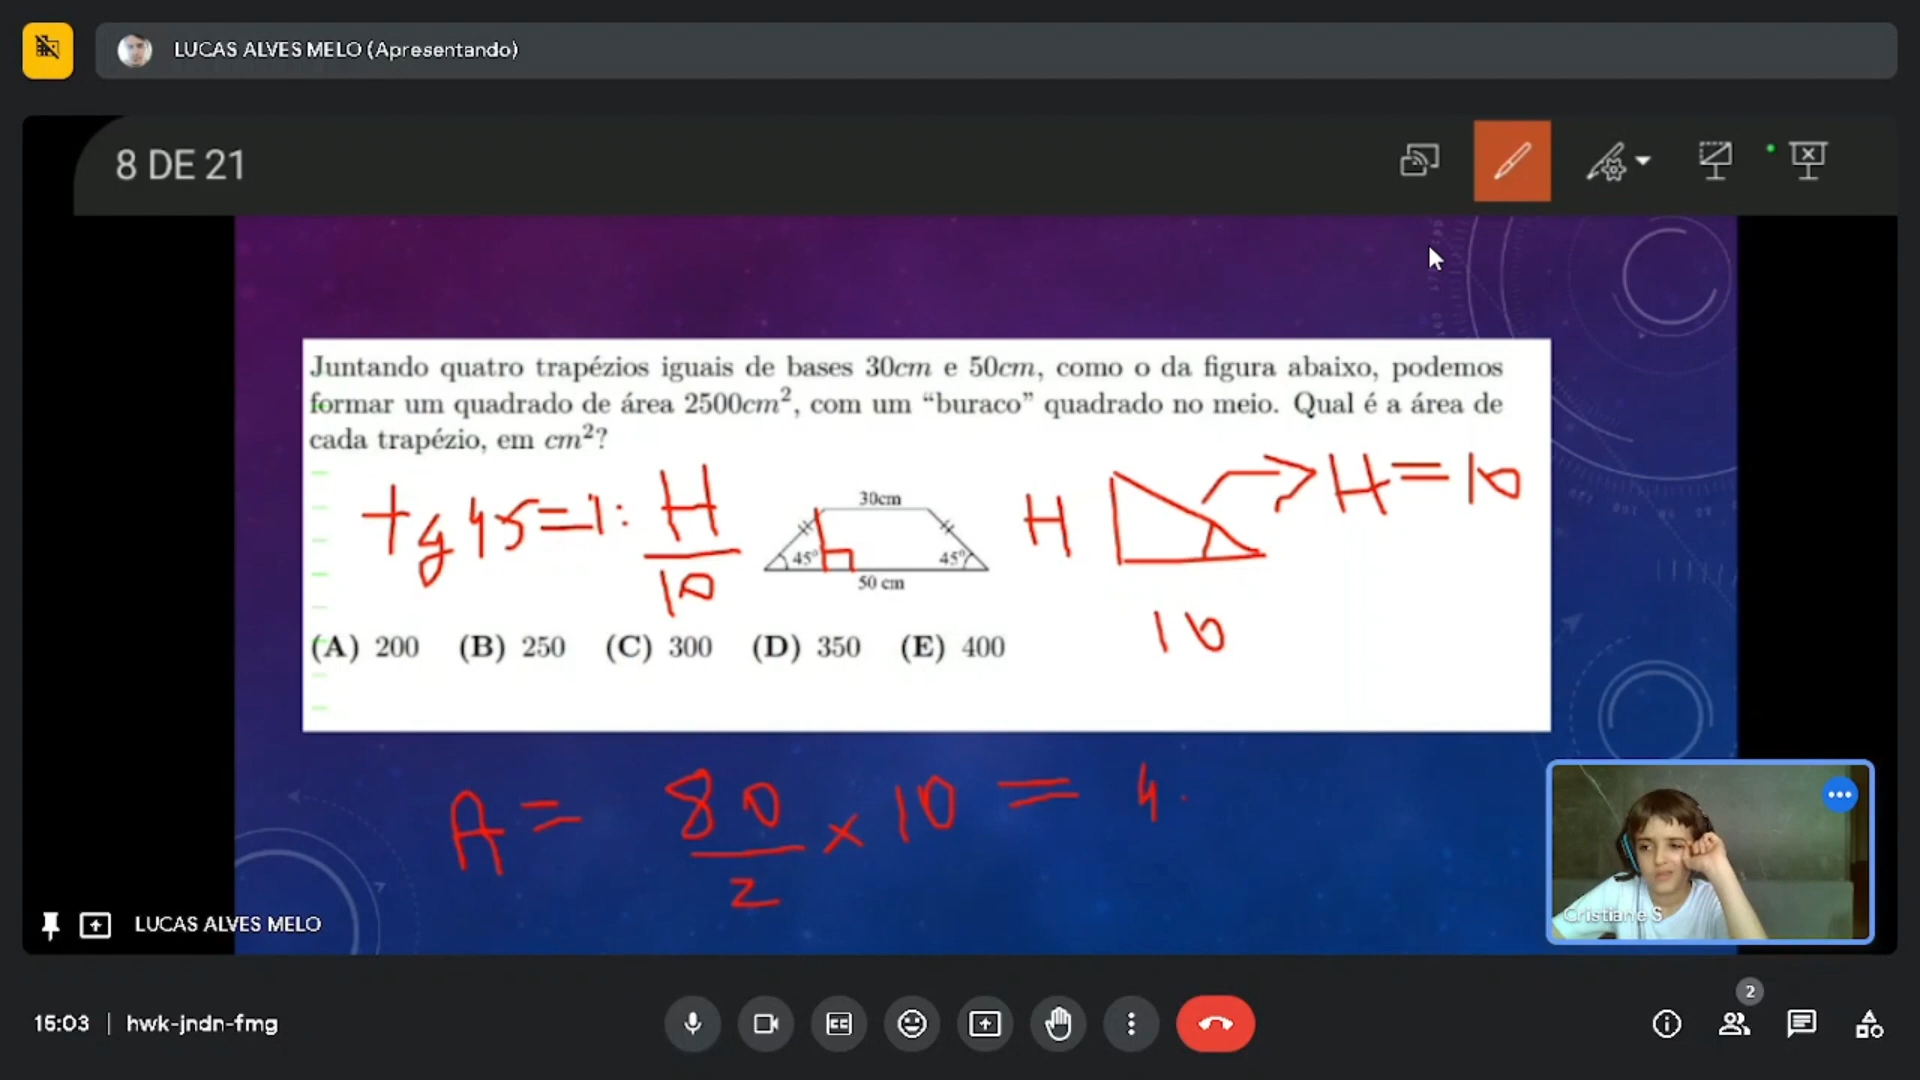 LUCAS ALVES MELO (Apresentando)
8 DE 21
Juntando quatro trapézios iguais de bases 30cm e 50cm, como o da figura abaixo, podemos
formar um quadrado de área 2500cm², com um “buraco” quadrado no meio. Qual é a área de
cada trapézio, em cm²?
tg 45=1: H/10
30cm
45° 45°
50 cm
H
10
H=10
(A) 200 (B) 250 (C) 300 (D) 350 (E) 400
A = 80/2 x 10 = 4
Cristiane S
LUCAS ALVES MELO
15:03 | hwk-jndn-fmg
2